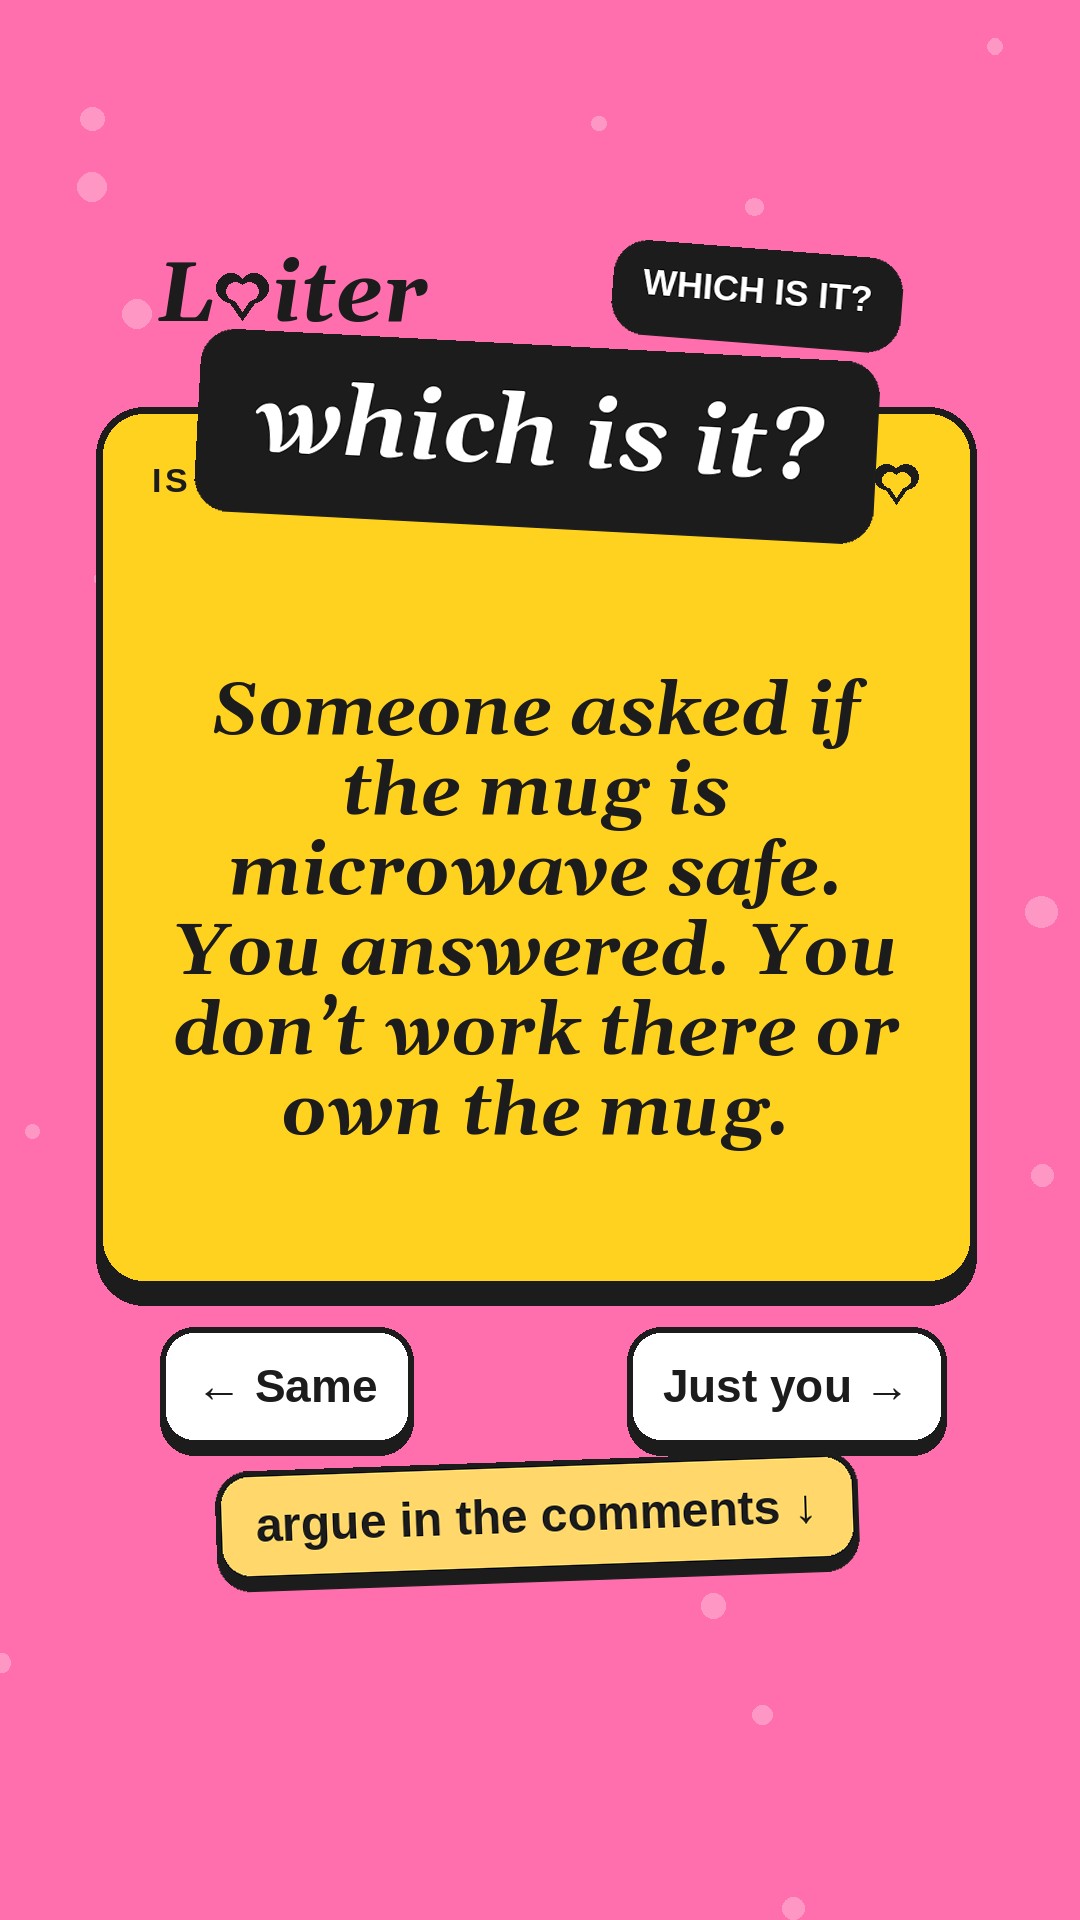 L♡iter
WHICH IS IT?
which is it?
IS
Someone asked if
the mug is
microwave safe.
You answered. You
don’t work there or
own the mug.
← Same
Just you →
argue in the comments ↓